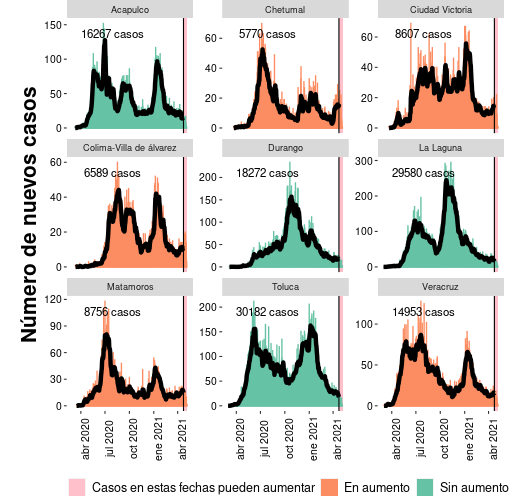 Número de nuevos casos
Acapulco
Chetumal
Ciudad Victoria
150
100
50
0
16267 casos
60
40
20
0
5770 casos
60
40
20
0
8607 casos
Colima-Villa de álvarez
Durango
La Laguna
60
40
20
0
6589 casos
200
150
100
50
0
18272 casos
300
200
100
0
29580 casos
Matamoros
Toluca
Veracruz
120
90
60
30
0
8756 casos
200
150
100
50
0
30182 casos
100
50
0
14953 casos
abr 2020
jul 2020
oct 2020
ene 2021
abr 2021
abr 2020
jul 2020
oct 2020
ene 2021
abr 2021
abr 2020
jul 2020
oct 2020
ene 2021
abr 2021
Casos en estas fechas pueden aumentar
En aumento
Sin aumento